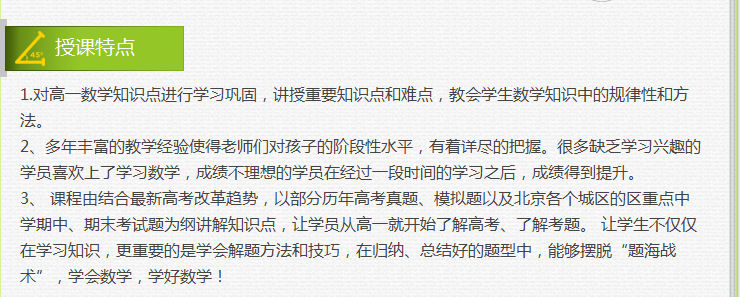 45°
授课特点
1.对高一数学知识点进行学习巩固，讲授重要知识点和难点，教会学生数学知识中的规律性和方
法。
2、多年丰富的教学经验使得老师们对孩子的阶段性水平，有着详尽的把握。很多缺乏学习兴趣的
学员喜欢上了学习数学，成绩不理想的学员在经过一段时间的学习之后，成绩得到提升。
3、 课程由结合最新高考改革趋势，以部分历年高考真题、模拟题以及北京各个城区的区重点中
学期中、期末考试题为纲讲解知识点，让学员从高一就开始了解高考、了解考题。 让学生不仅仅
在学习知识，更重要的是学会解题方法和技巧，在归纳、总结好的题型中，能够摆脱“题海战
术”，学会数学，学好数学！